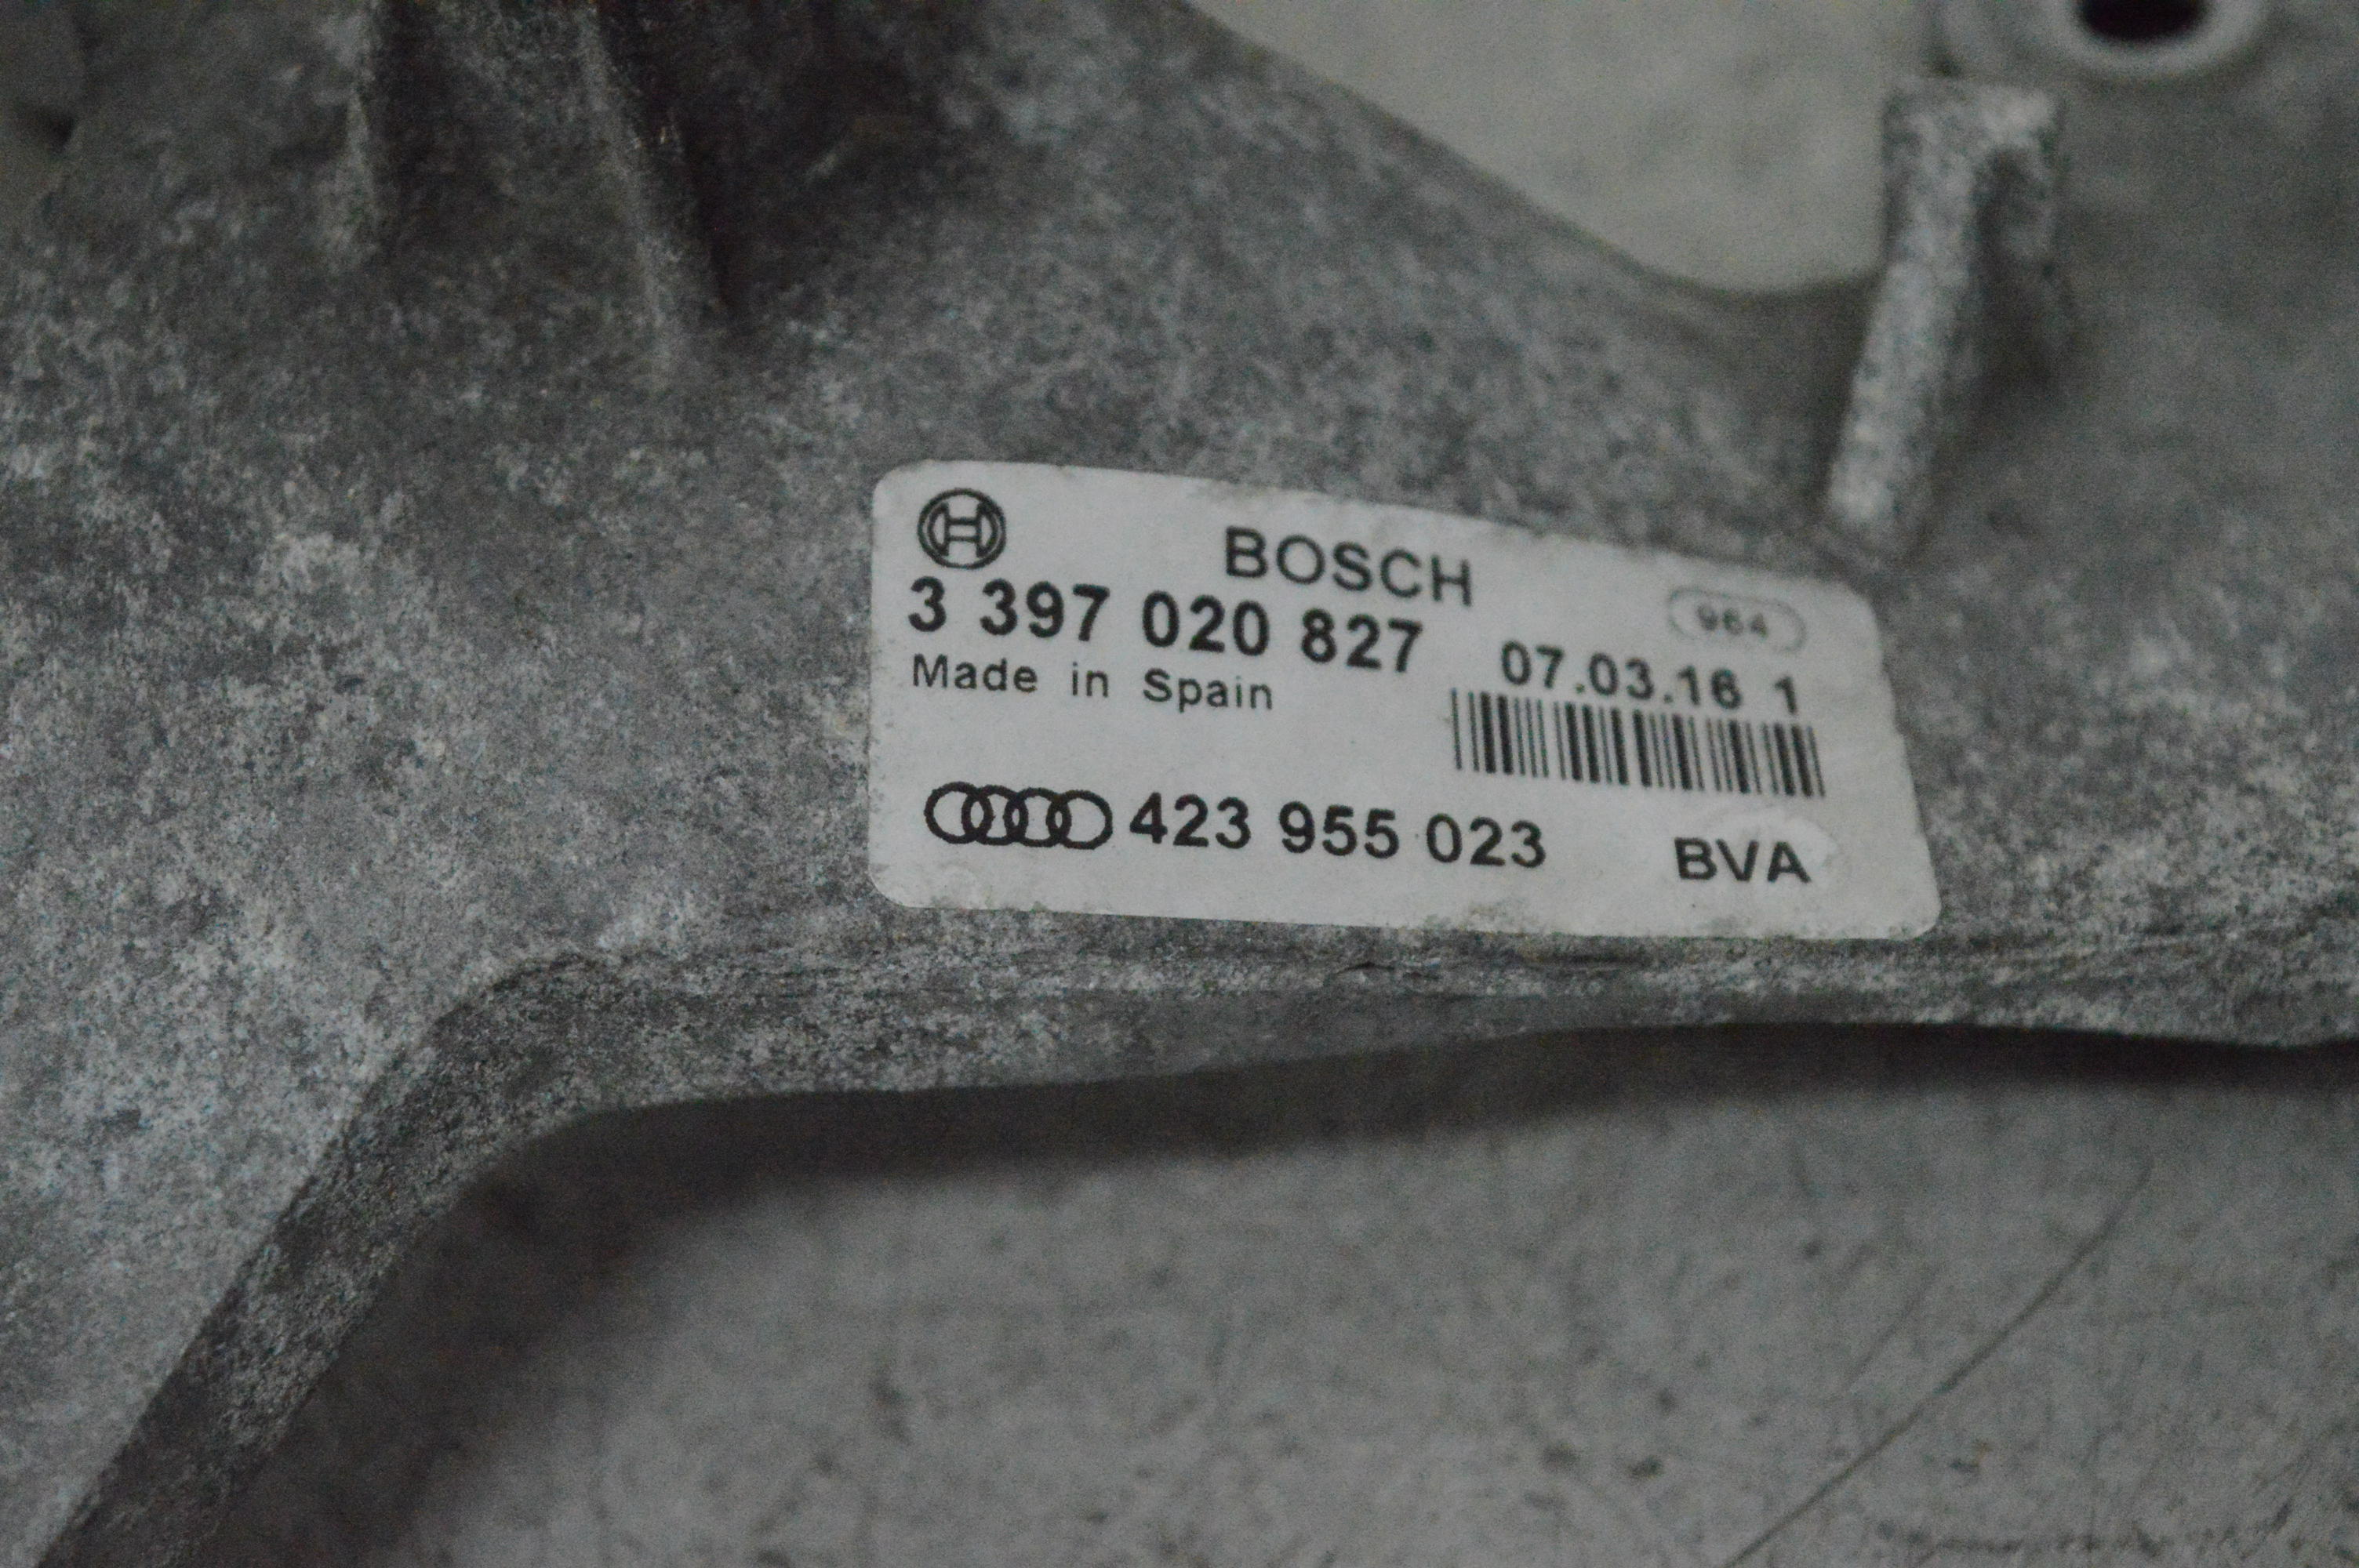 BOSCH
964
3 397 020 827
07.03.16 1
Made in Spain
423 955 023 BVA